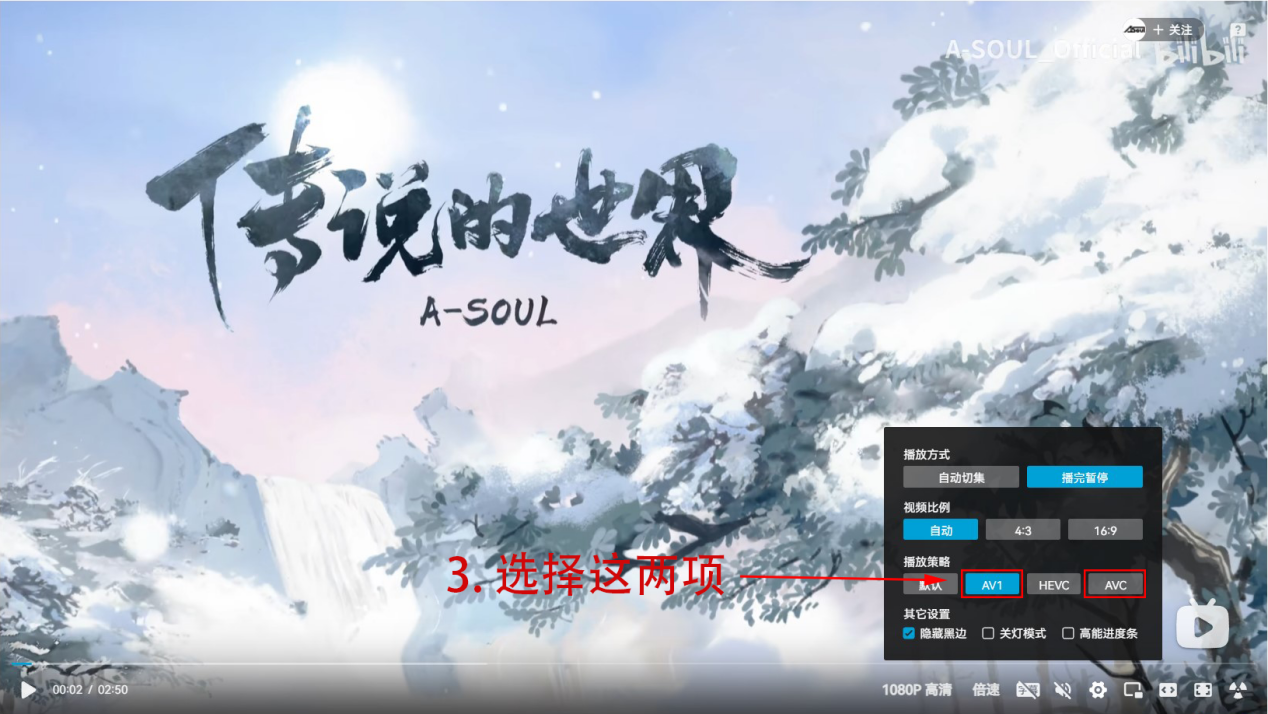 + 关注
?
A-SOUL_Official bilibili
传说的世界
A-SOUL
播放方式
自动切集 播完暂停
视频比例
自动 4:3 16:9
播放策略
默认 AV1 HEVC AVC
3. 选择这两项
其它设置
隐藏黑边 关灯模式 高能进度条
00:02 / 02:50 1080P 高清 倍速